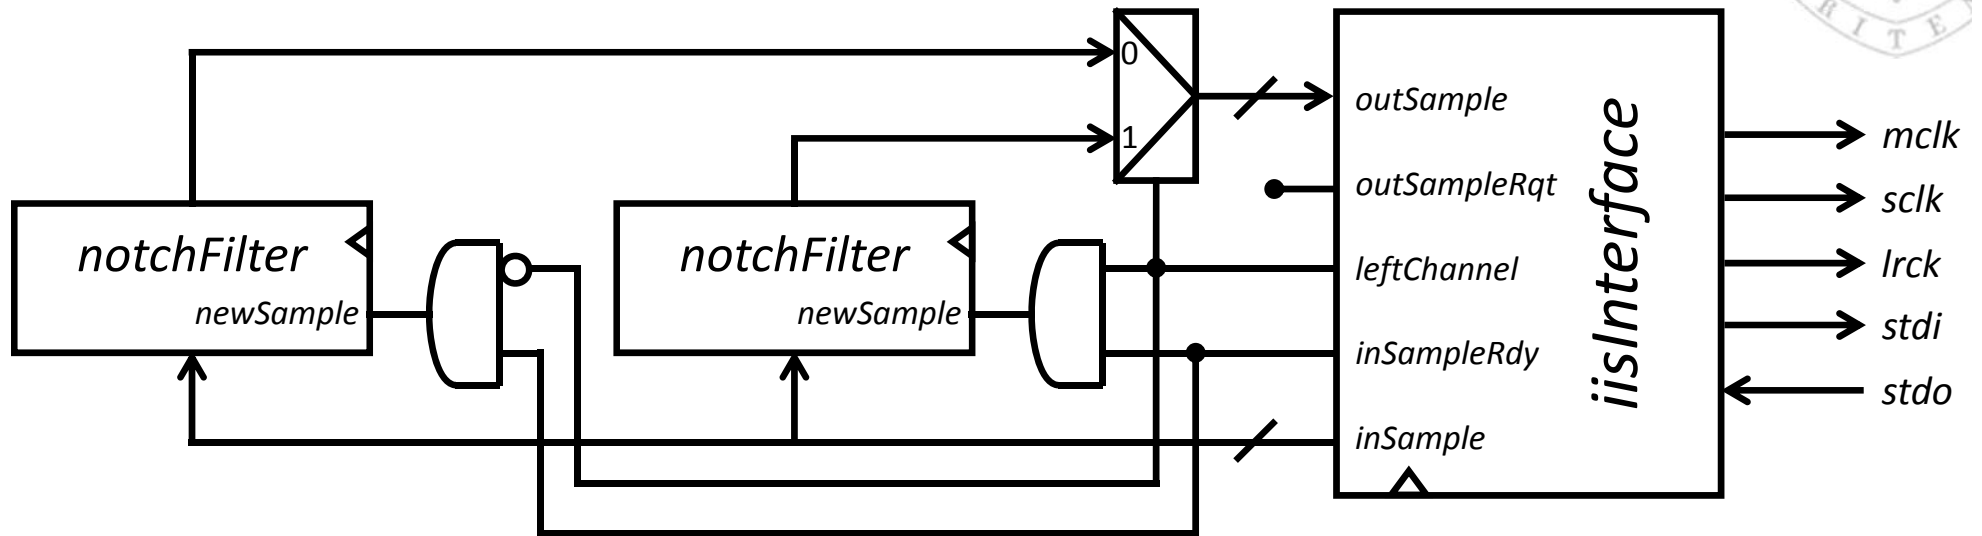 0
1
outSample
outSampleRqt
leftChannel
inSampleRdy
inSample
iisInterface
mclk
sclk
lrck
stdi
stdo
notchFilter
newSample
notchFilter
newSample
R I T E